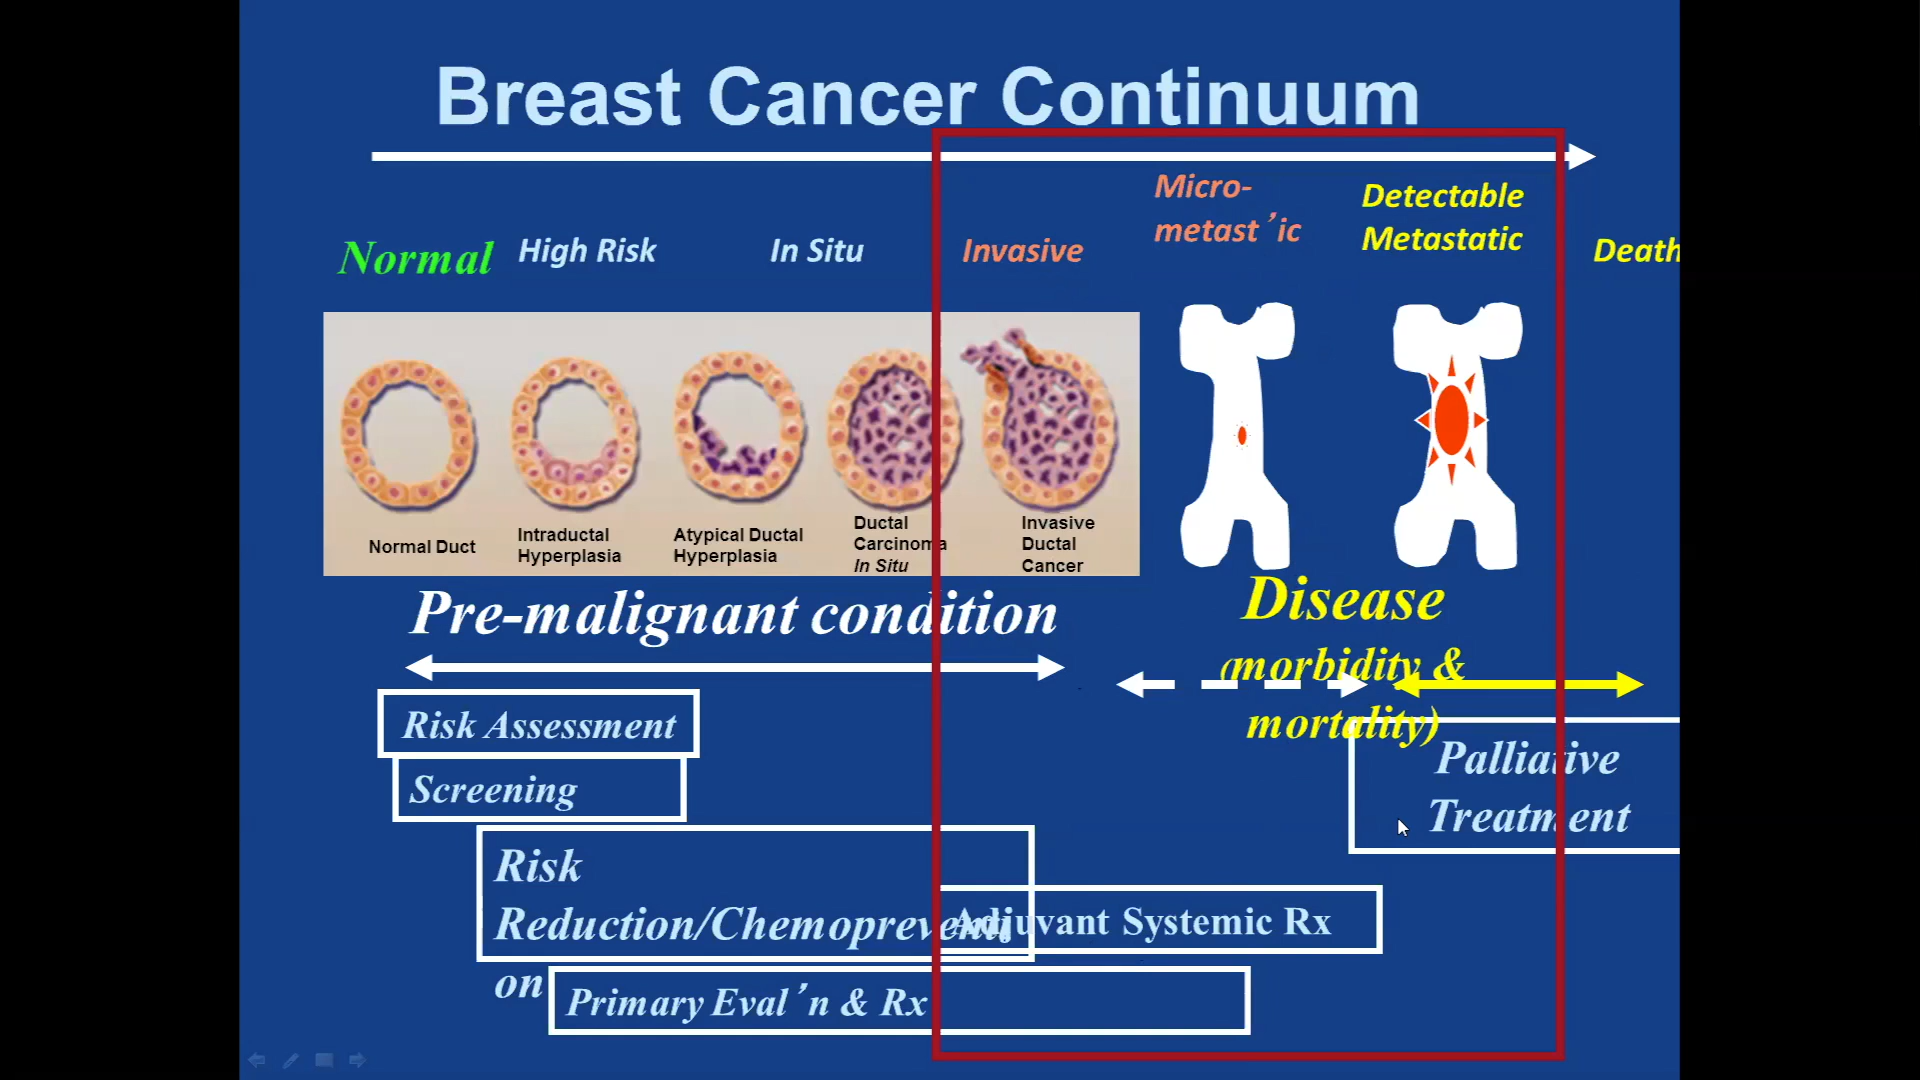 Breast Cancer Continuum
Normal
High Risk
In Situ
Invasive
Micro-
metast’ic
Detectable
Metastatic
Death
Normal Duct
Intraductal
Hyperplasia
Atypical Ductal
Hyperplasia
Ductal
Carcinoma
In Situ
Invasive
Ductal
Cancer
Pre-malignant condition
Disease
(morbidity &
mortality)
Risk Assessment
Screening
Risk
Reduction/Chemopreventi
on
Adjuvant Systemic Rx
Primary Eval’n & Rx
Palliative
Treatment